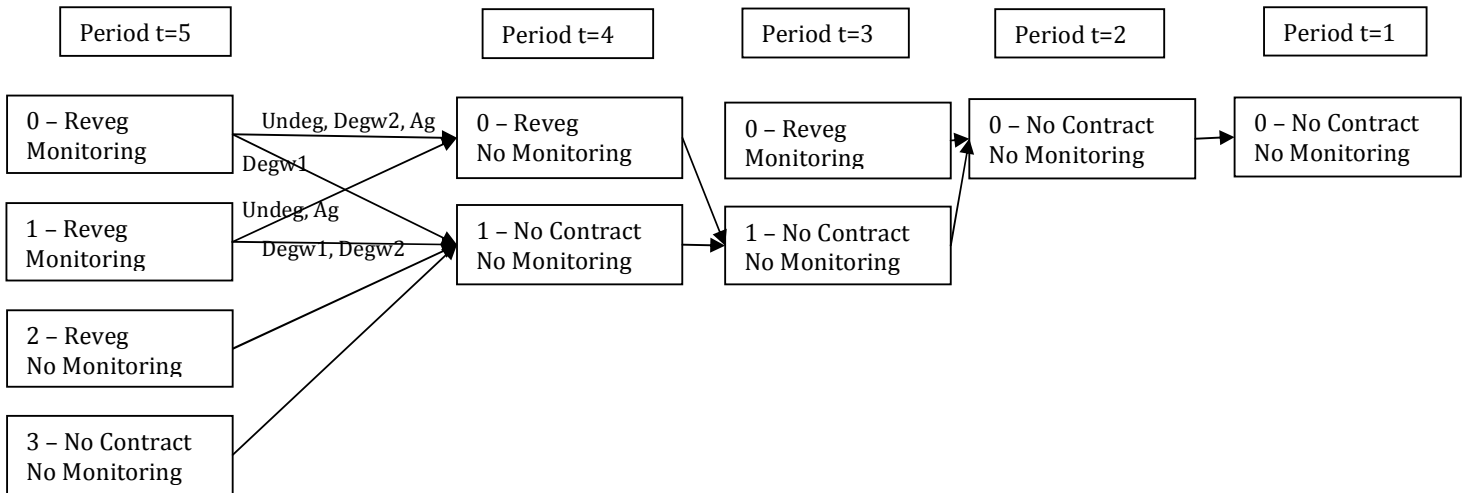 Period t=5
Period t=4
Period t=3
Period t=2
Period t=1
0 – Reveg
Monitoring
Undeg, Degw2, Ag
Degw1
0 – Reveg
No Monitoring
0 – Reveg
Monitoring
0 – No Contract
No Monitoring
0 – No Contract
No Monitoring
1 – Reveg
Monitoring
Undeg, Ag
Degw1, Degw2
1 – No Contract
No Monitoring
1 – No Contract
No Monitoring
2 – Reveg
No Monitoring
3 – No Contract
No Monitoring